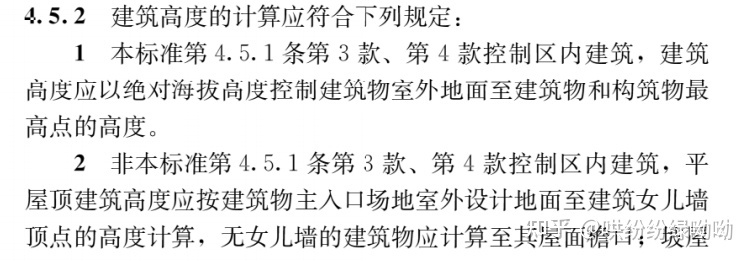 4.5.2 建筑高度的计算应符合下列规定：
1 本标准第4.5.1条第3款、第4款控制区内建筑，建筑
高度应以绝对海拔高度控制建筑物室外地面至建筑物和构筑物最
高点的高度。
2 非本标准第4.5.1条第3款、第4款控制区内建筑，平
屋顶建筑高度应按建筑物主入口场地室外设计地面至建筑女儿墙
顶点的高度计算，无女儿墙的建筑物应计算至其屋面檐口；坡屋
知乎 @哄纷纷绿呦呦